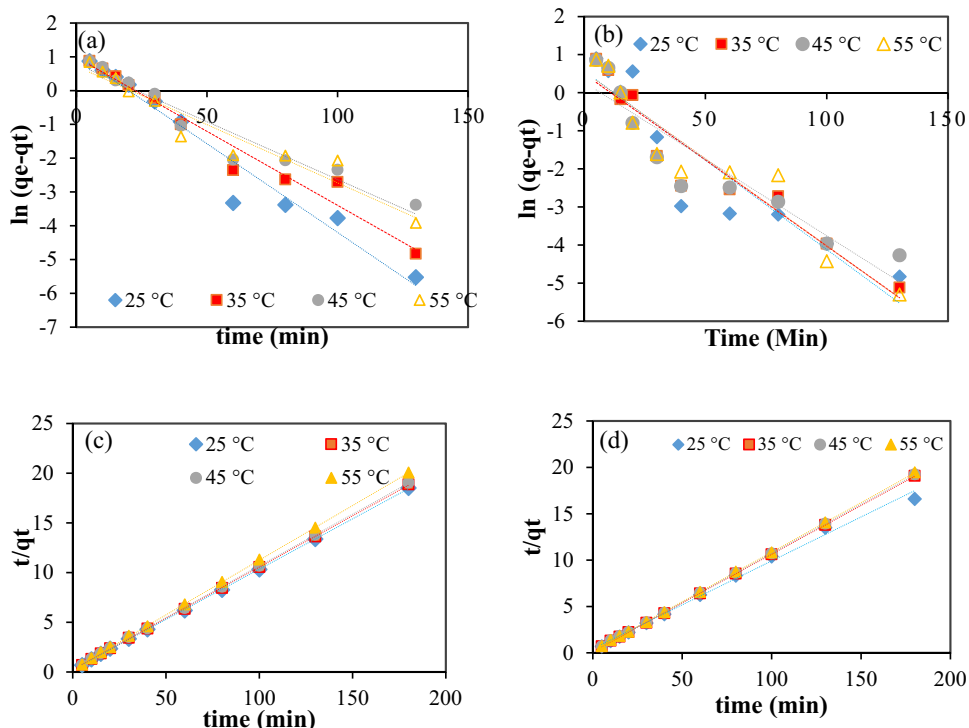 (a)
ln (qe-qt)
2
1
0
-1
-2
-3
-4
-5
-6
-7
0 50 100 150
25 °C 35 °C 45 °C 55 °C
time (min)
(b)
25 °C 35 °C 45 °C 55 °C
ln (qe-qt)
2
1
0
-1
-2
-3
-4
-5
-6
0 50 100 150
Time (Min)
(c)
25 °C 35 °C
45 °C 55 °C
t/qt
25
20
15
10
5
0
0 50 100 150 200
time (min)
(d)
25 °C 35 °C 45 °C 55 °C
t/qt
25
20
15
10
5
0
0 50 100 150 200
time (min)